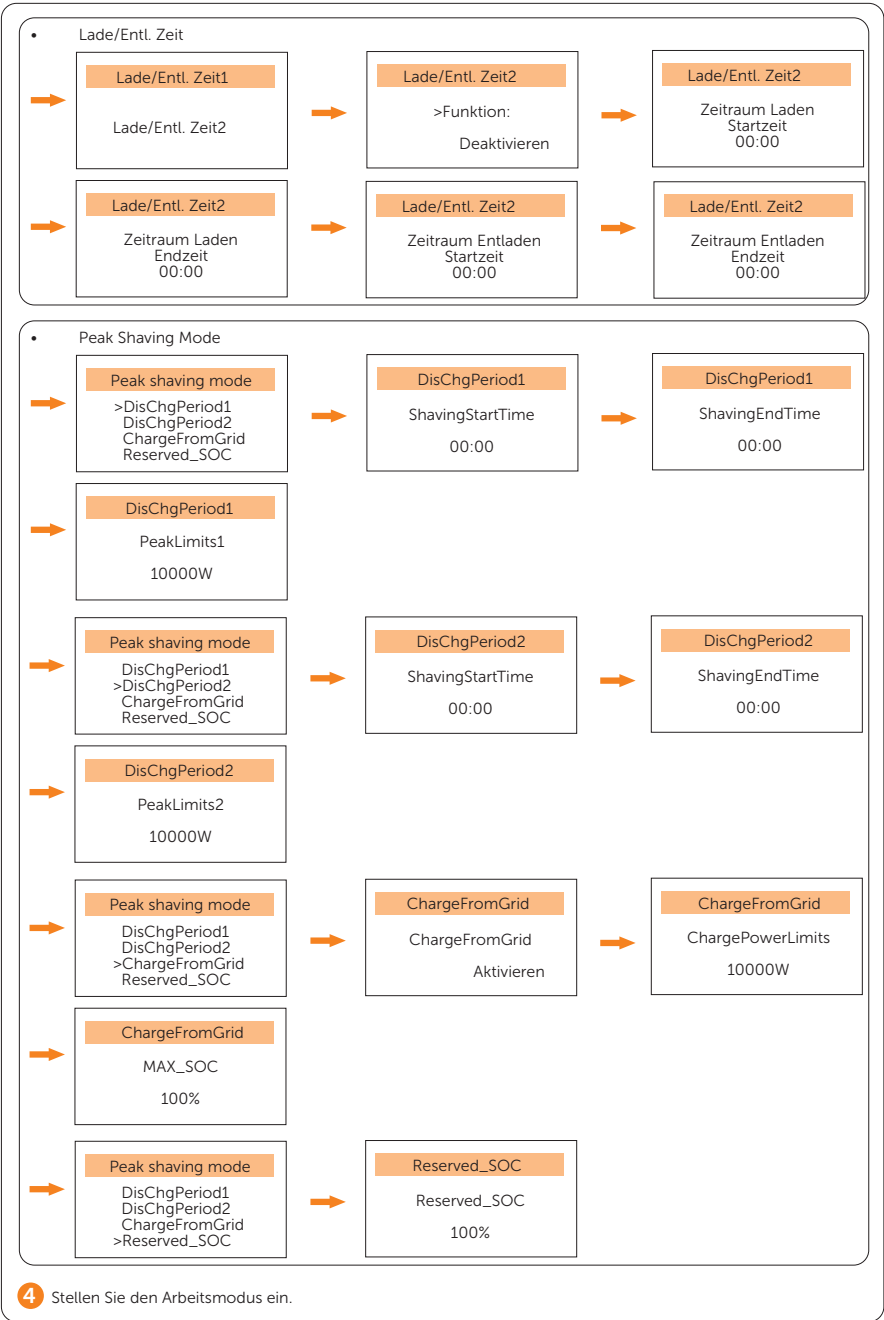 • Lade/Entl. Zeit
Lade/Entl. Zeit1
Lade/Entl. Zeit2
Lade/Entl. Zeit2
>Funktion:
Deaktivieren
Lade/Entl. Zeit2
Zeitraum Laden
Startzeit
00:00
Lade/Entl. Zeit2
Zeitraum Laden
Endzeit
00:00
Lade/Entl. Zeit2
Zeitraum Entladen
Startzeit
00:00
Lade/Entl. Zeit2
Zeitraum Entladen
Endzeit
00:00
• Peak Shaving Mode
Peak shaving mode
>DisChgPeriod1
DisChgPeriod2
ChargeFromGrid
Reserved_SOC
DisChgPeriod1
ShavingStartTime
00:00
DisChgPeriod1
ShavingEndTime
00:00
DisChgPeriod1
PeakLimits1
10000W
Peak shaving mode
DisChgPeriod1
>DisChgPeriod2
ChargeFromGrid
Reserved_SOC
DisChgPeriod2
ShavingStartTime
00:00
DisChgPeriod2
ShavingEndTime
00:00
DisChgPeriod2
PeakLimits2
10000W
Peak shaving mode
DisChgPeriod1
DisChgPeriod2
>ChargeFromGrid
Reserved_SOC
ChargeFromGrid
ChargeFromGrid
Aktivieren
ChargeFromGrid
ChargePowerLimits
10000W
ChargeFromGrid
MAX_SOC
100%
Peak shaving mode
DisChgPeriod1
DisChgPeriod2
ChargeFromGrid
>Reserved_SOC
Reserved_SOC
Reserved_SOC
100%
4 Stellen Sie den Arbeitsmodus ein.